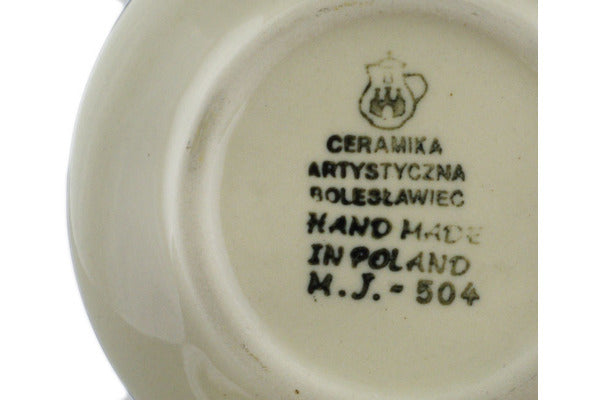 CERAMIKA
ARTYSTYCZNA
BOLESŁAWIEC
HAND MADE
IN POLAND
M.J.-504